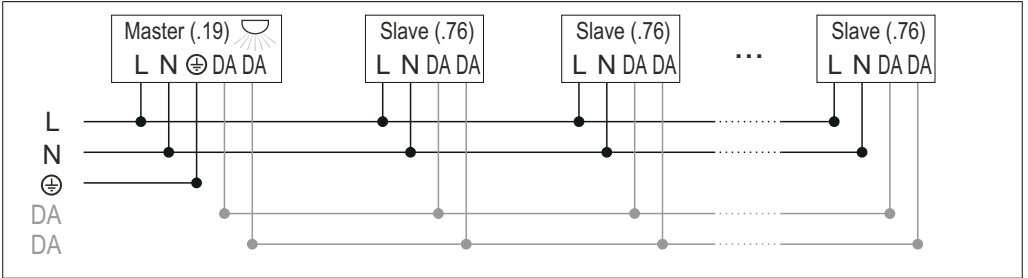 Master (.19) Slave (.76) Slave (.76) ... Slave (.76)
L N ⏚ DA DA L N DA DA L N DA DA L N DA DA
L
N
⏚
DA
DA